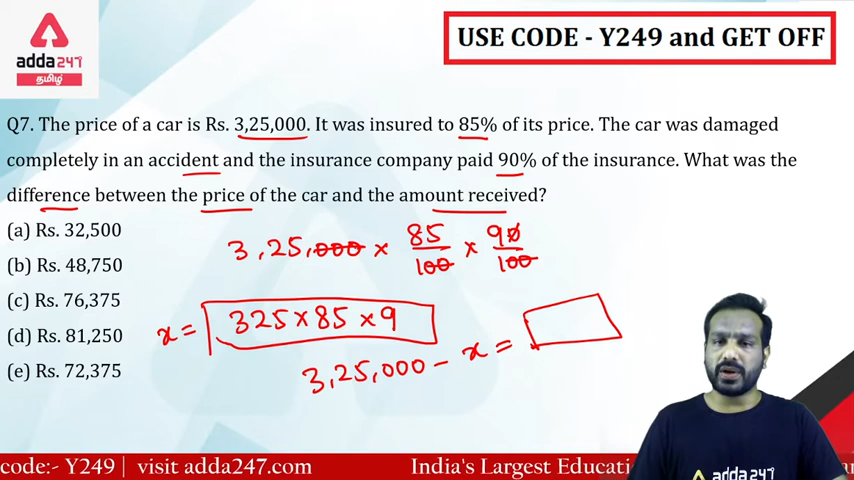 adda247
தமிழ்
USE CODE - Y249 and GET OFF
Q7. The price of a car is Rs. 3,25,000. It was insured to 85% of its price. The car was damaged
completely in an accident and the insurance company paid 90% of the insurance. What was the
difference between the price of the car and the amount received?
(a) Rs. 32,500
(b) Rs. 48,750
(c) Rs. 76,375
(d) Rs. 81,250
(e) Rs. 72,375
3,25,000 × 85/100 × 90/100
x = 325×85×9
3,25,000 - x =
adda247
code:- Y249 | visit adda247.com
India's Largest Educati